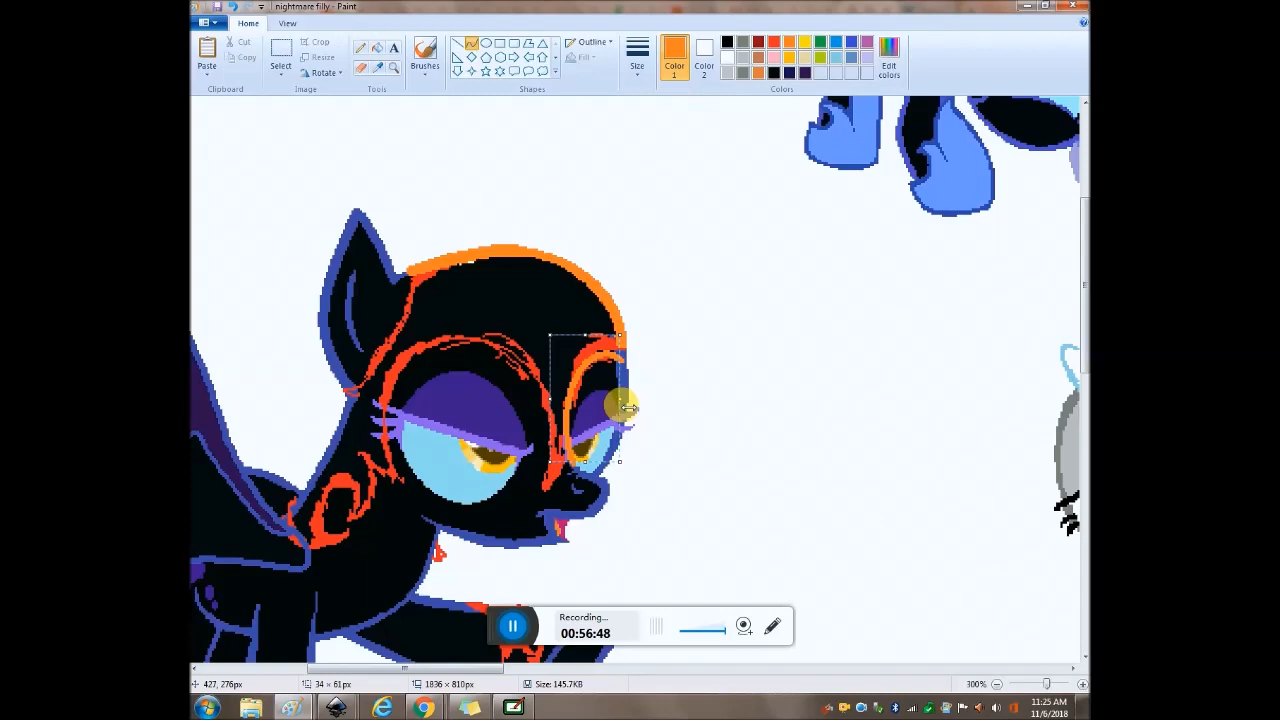 nightmare filly - Paint
Home
View
Paste
Cut
Copy
Clipboard
Select
Crop
Resize
Rotate
Image
A
Tools
Brushes
Outline
Fill
Shapes
Size
Color 1
Color 2
Edit colors
Colors
Recording...
00:56:48
427, 276px
34 × 61px
1836 × 810px
Size: 145.7KB
300%
11:25 AM
11/6/2018